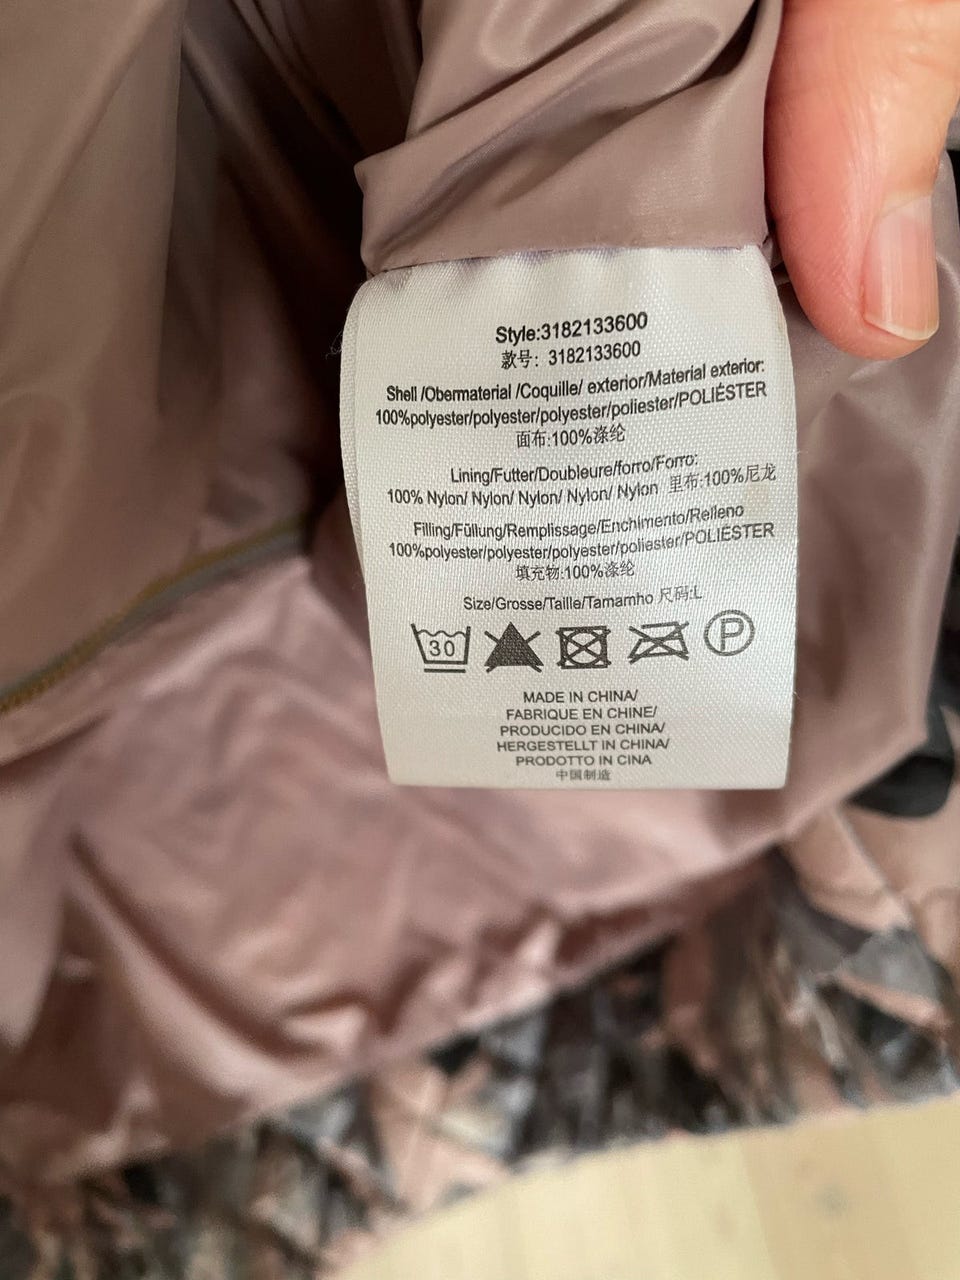 Style:3182133600
款号: 3182133600
Shell /Obermaterial /Coquille/ exterior/Material exterior:
100%polyester/polyester/polyester/poliester/POLIÉSTER
面布:100%涤纶
Lining/Futter/Doubleure/forro/Forro:
100% Nylon/ Nylon/ Nylon/ Nylon/ Nylon 里布:100%尼龙
Filling/Füllung/Remplissage/Enchimento/Relleno
100%polyester/polyester/polyester/poliester/POLIÉSTER
填充物:100%涤纶
Size/Grosse/Taille/Tamamho 尺码:L
30 P
MADE IN CHINA/
FABRIQUE EN CHINE/
PRODUCIDO EN CHINA/
HERGESTELLT IN CHINA/
PRODOTTO IN CINA
中国制造